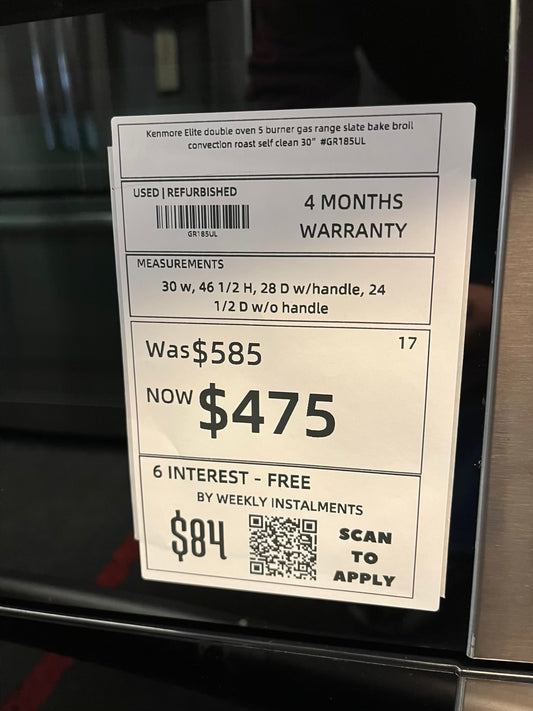 Kenmore Elite double oven 5 burner gas range slate bake broil
convection roast self clean 30" #GR185UL
USED | REFURBISHED
GR185UL
4 MONTHS
WARRANTY
MEASUREMENTS
30 w, 46 1/2 H, 28 D w/handle, 24
1/2 D w/o handle
Was $585
17
NOW $475
6 INTEREST - FREE
BY WEEKLY INSTALMENTS
$84
SCAN
TO
APPLY